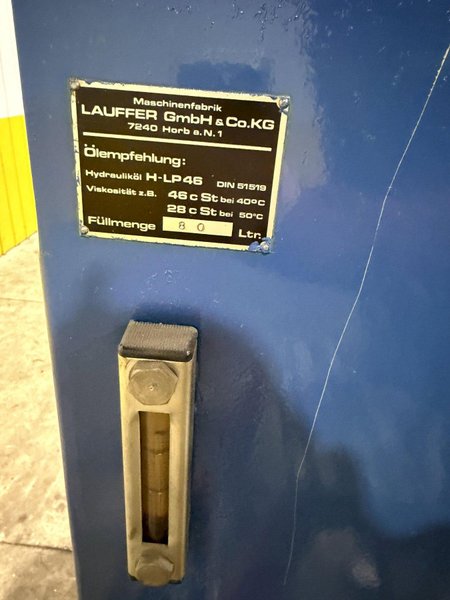 Maschinenfabrik
LAUFFER GmbH & Co.KG
7240 Horb a.N.1
Ölempfehlung:
Hydrauliköl H-LP46 DIN 51519
Viskosität z.B. 46 c St bei 40°C
28 c St bei 50°C
Füllmenge 80 Ltr.